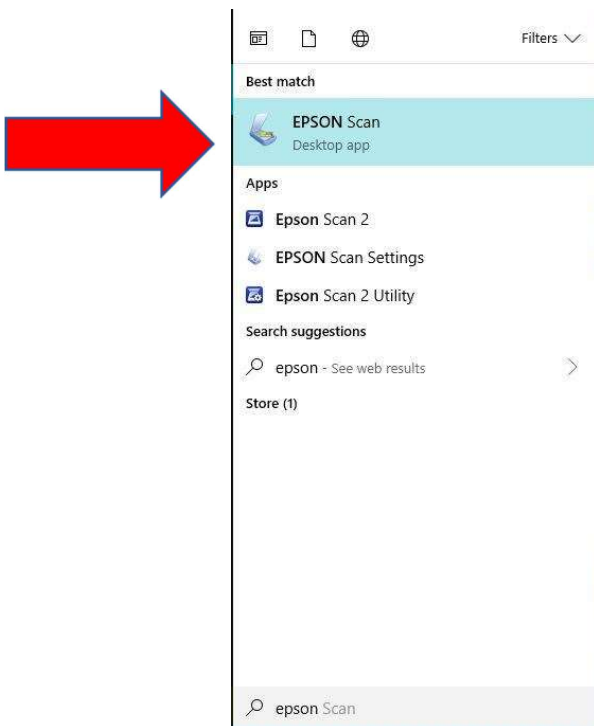 Filters
Best match
EPSON Scan
Desktop app
Apps
Epson Scan 2
EPSON Scan Settings
Epson Scan 2 Utility
Search suggestions
epson - See web results
Store (1)
epson Scan